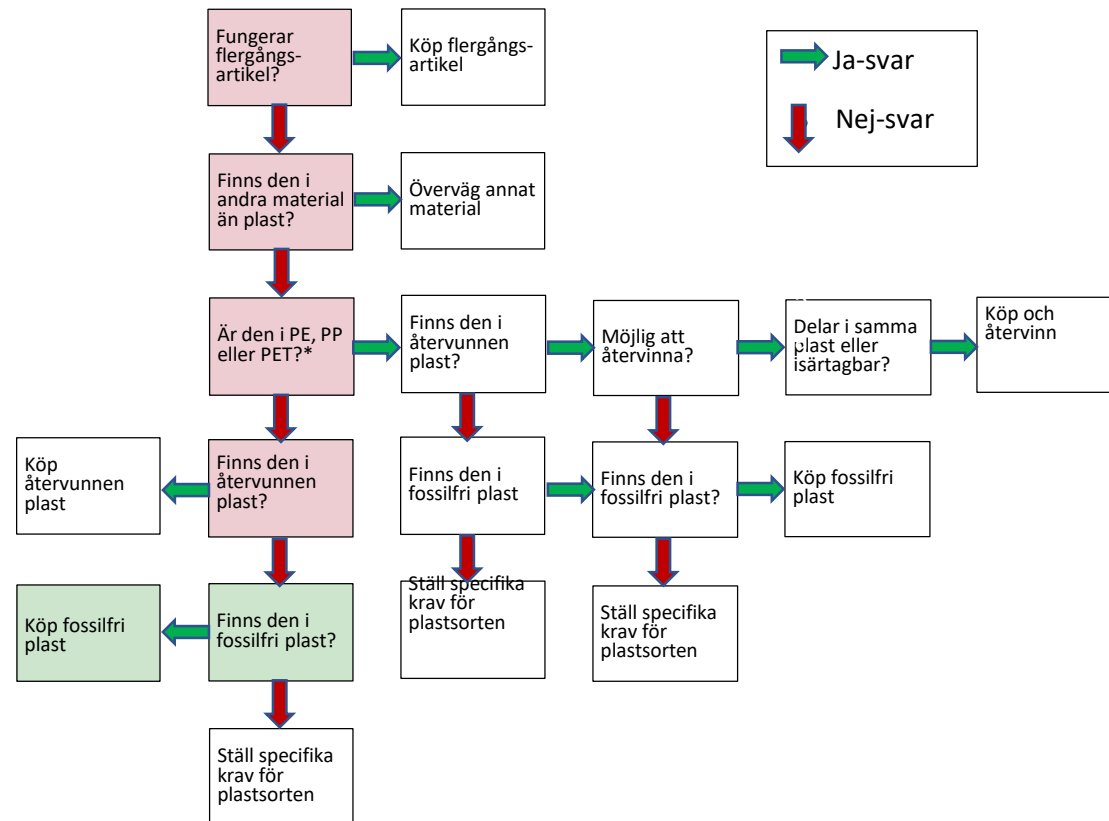 Fungerar
flergångs-
artikel?
Köp flergångs-
artikel
Ja-svar
Nej-svar
Finns den i
andra material
än plast?
Överväg annat
material
Är den i PE, PP
eller PET?*
Finns den i
återvunnen
plast?
Möjlig att
återvinna?
Delar i samma
plast eller
isärtagbar?
Köp och
återvinn
Köp
återvunnen
plast
Finns den i
återvunnen
plast?
Finns den i
fossilfri plast
Finns den i
fossilfri plast?
Köp fossilfri
plast
Köp fossilfri
plast
Finns den i
fossilfri plast?
Ställ specifika
krav för
plastsorten
Ställ specifika
krav för
plastsorten
Ställ specifika
krav för
plastsorten